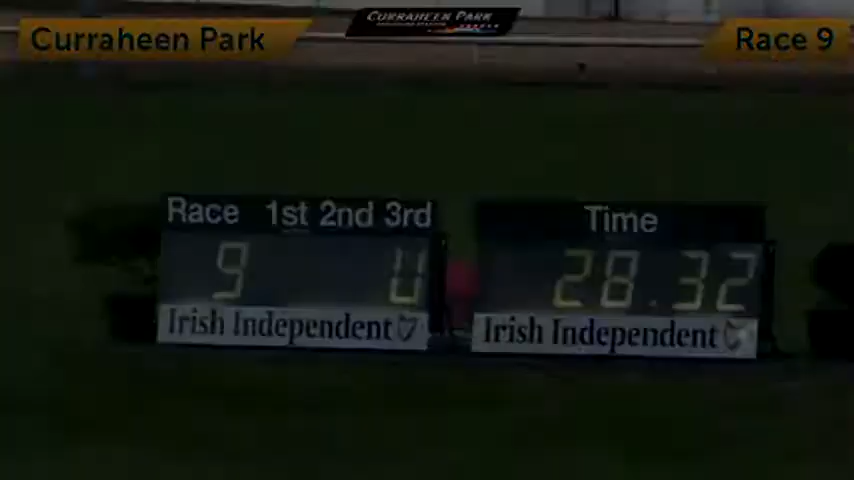 Curraheen Park
CURRAHEEN PARK
Race 9
Race 1st 2nd 3rd
Time
9
28.32
Irish Independent
Irish Independent